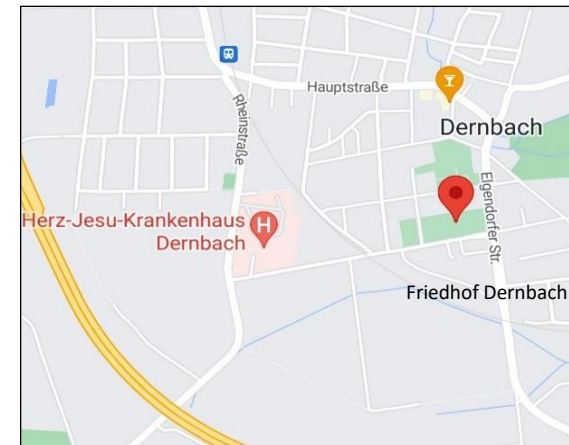 Hauptstraße
Rheinstraße
Dernbach
Elgendorfer Str.
Herz-Jesu-Krankenhaus
Dernbach
H
Friedhof Dernbach